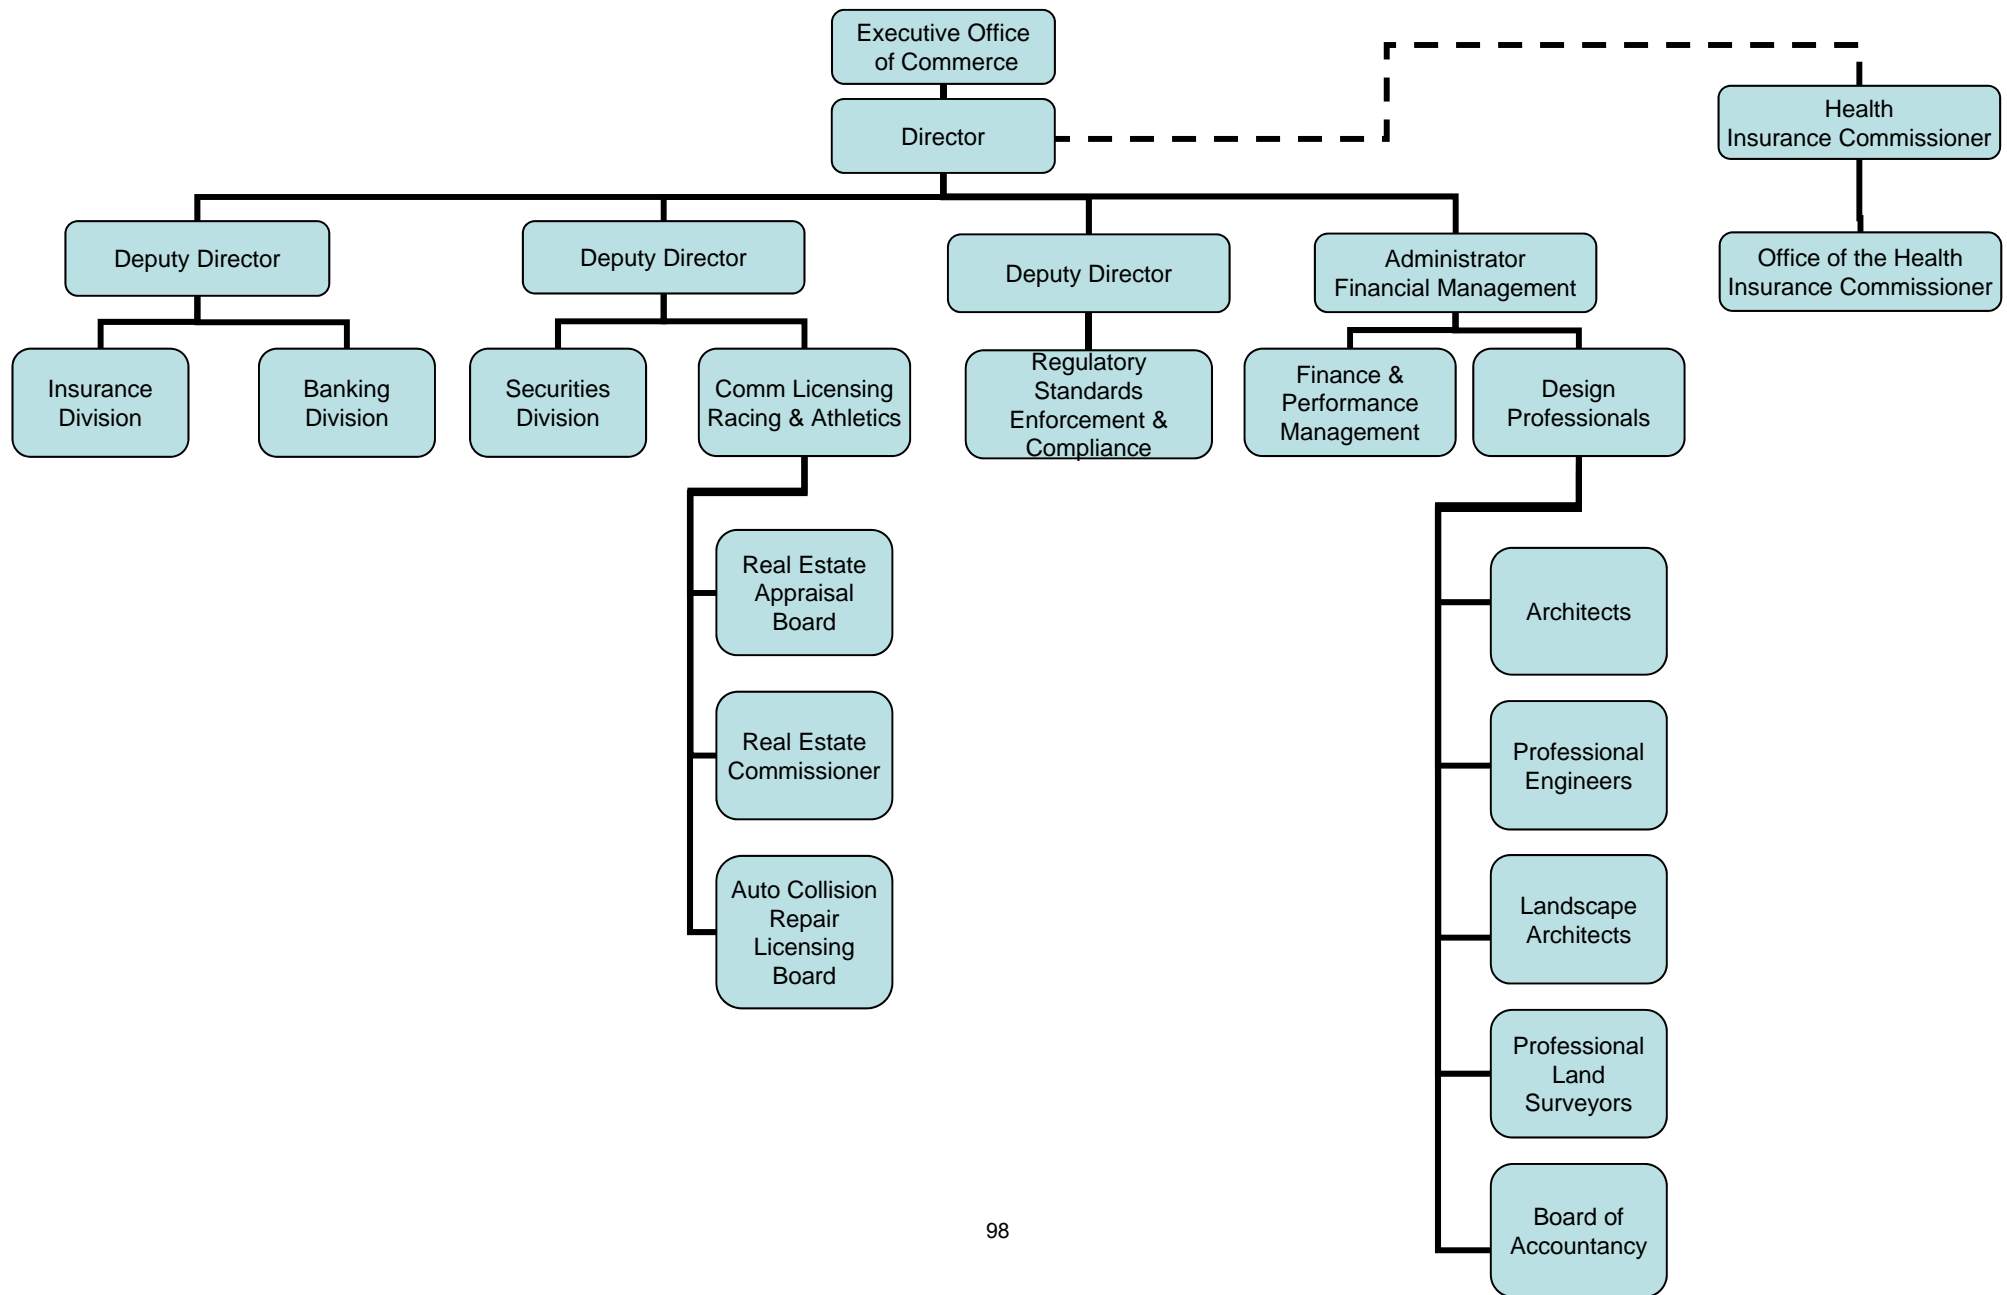 Executive Office
of Commerce
Director
Health
Insurance Commissioner
Deputy Director
Deputy Director
Deputy Director
Administrator
Financial Management
Office of the Health
Insurance Commissioner
Insurance
Division
Banking
Division
Securities
Division
Comm Licensing
Racing & Athletics
Regulatory
Standards
Enforcement &
Compliance
Finance &
Performance
Management
Design
Professionals
Real Estate
Appraisal
Board
Real Estate
Commissioner
Auto Collision
Repair
Licensing
Board
Architects
Professional
Engineers
Landscape
Architects
Professional
Land
Surveyors
Board of
Accountancy
98